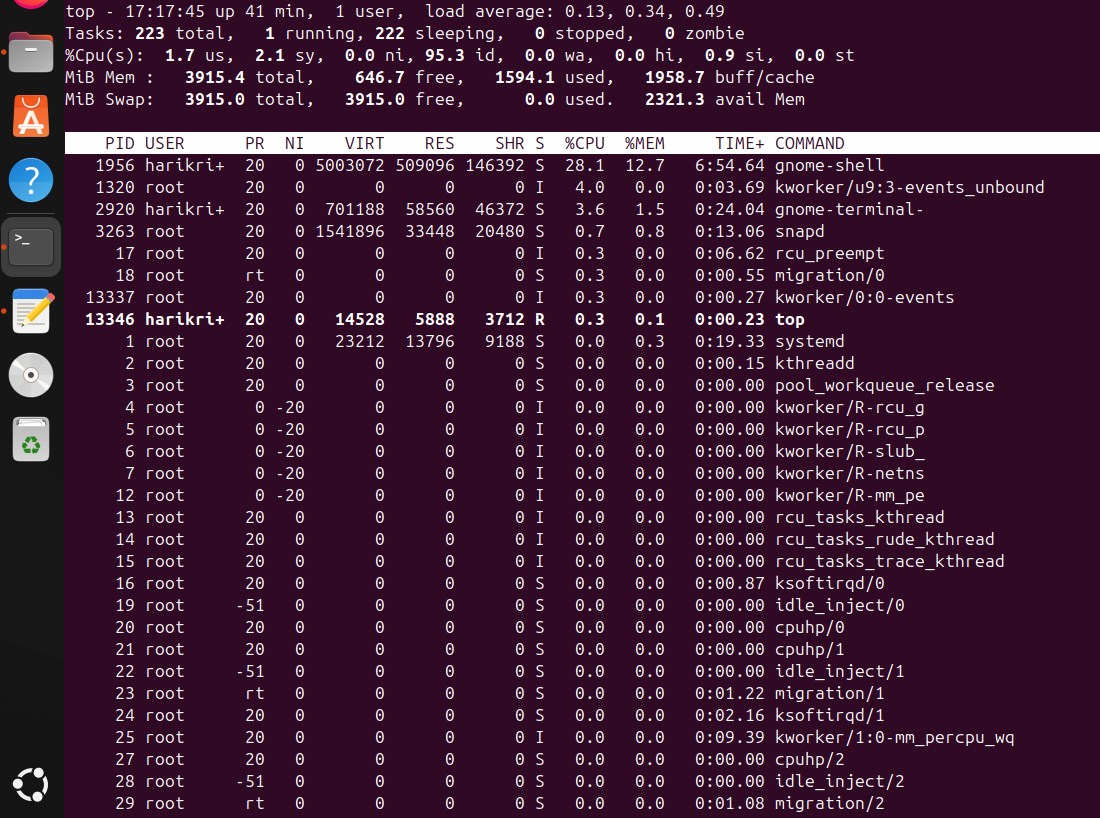 top - 17:17:45 up 41 min,  1 user,  load average: 0.13, 0.34, 0.49
Tasks: 223 total,   1 running, 222 sleeping,   0 stopped,   0 zombie
%Cpu(s):  1.7 us,  2.1 sy,  0.0 ni, 95.3 id,  0.0 wa,  0.0 hi,  0.9 si,  0.0 st
MiB Mem :   3915.4 total,    646.7 free,   1594.1 used,   1958.7 buff/cache
MiB Swap:   3915.0 total,   3915.0 free,      0.0 used.   2321.3 avail Mem
PID USER      PR  NI    VIRT    RES    SHR S  %CPU  %MEM     TIME+ COMMAND
1956 harikri+  20   0 5003072 509096 146392 S  28.1  12.7   6:54.64 gnome-shell
1320 root      20   0       0      0      0 I   4.0   0.0   0:03.69 kworker/u9:3-events_unbound
2920 harikri+  20   0  701188  58560  46372 S   3.6   1.5   0:24.04 gnome-terminal-
3263 root      20   0 1541896  33448  20480 S   0.7   0.8   0:13.06 snapd
17 root      20   0       0      0      0 I   0.3   0.0   0:06.62 rcu_preempt
18 root      rt   0       0      0      0 S   0.3   0.0   0:00.55 migration/0
13337 root      20   0       0      0      0 I   0.3   0.0   0:00.27 kworker/0:0-events
13346 harikri+  20   0   14528   5888   3712 R   0.3   0.1   0:00.23 top
1 root      20   0   23212  13796   9188 S   0.0   0.3   0:19.33 systemd
2 root      20   0       0      0      0 S   0.0   0.0   0:00.15 kthreadd
3 root      20   0       0      0      0 S   0.0   0.0   0:00.00 pool_workqueue_release
4 root       0 -20       0      0      0 I   0.0   0.0   0:00.00 kworker/R-rcu_g
5 root       0 -20       0      0      0 I   0.0   0.0   0:00.00 kworker/R-rcu_p
6 root       0 -20       0      0      0 I   0.0   0.0   0:00.00 kworker/R-slub_
7 root       0 -20       0      0      0 I   0.0   0.0   0:00.00 kworker/R-netns
12 root       0 -20       0      0      0 I   0.0   0.0   0:00.00 kworker/R-mm_pe
13 root      20   0       0      0      0 I   0.0   0.0   0:00.00 rcu_tasks_kthread
14 root      20   0       0      0      0 I   0.0   0.0   0:00.00 rcu_tasks_rude_kthread
15 root      20   0       0      0      0 I   0.0   0.0   0:00.00 rcu_tasks_trace_kthread
16 root      20   0       0      0      0 S   0.0   0.0   0:00.87 ksoftirqd/0
19 root     -51   0       0      0      0 S   0.0   0.0   0:00.00 idle_inject/0
20 root      20   0       0      0      0 S   0.0   0.0   0:00.00 cpuhp/0
21 root      20   0       0      0      0 S   0.0   0.0   0:00.00 cpuhp/1
22 root     -51   0       0      0      0 S   0.0   0.0   0:00.00 idle_inject/1
23 root      rt   0       0      0      0 S   0.0   0.0   0:01.22 migration/1
24 root      20   0       0      0      0 S   0.0   0.0   0:02.16 ksoftirqd/1
25 root      20   0       0      0      0 I   0.0   0.0   0:09.39 kworker/1:0-mm_percpu_wq
27 root      20   0       0      0      0 S   0.0   0.0   0:00.00 cpuhp/2
28 root     -51   0       0      0      0 S   0.0   0.0   0:00.00 idle_inject/2
29 root      rt   0       0      0      0 S   0.0   0.0   0:01.08 migration/2